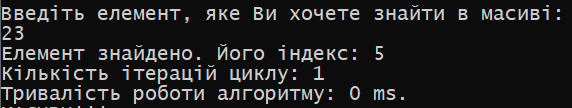 Введіть елемент, яке Ви хочете знайти в масиві:
23
Елемент знайдено. Його індекс: 5
Кількість ітерацій циклу: 1
Тривалість роботи алгоритму: 0 ms.